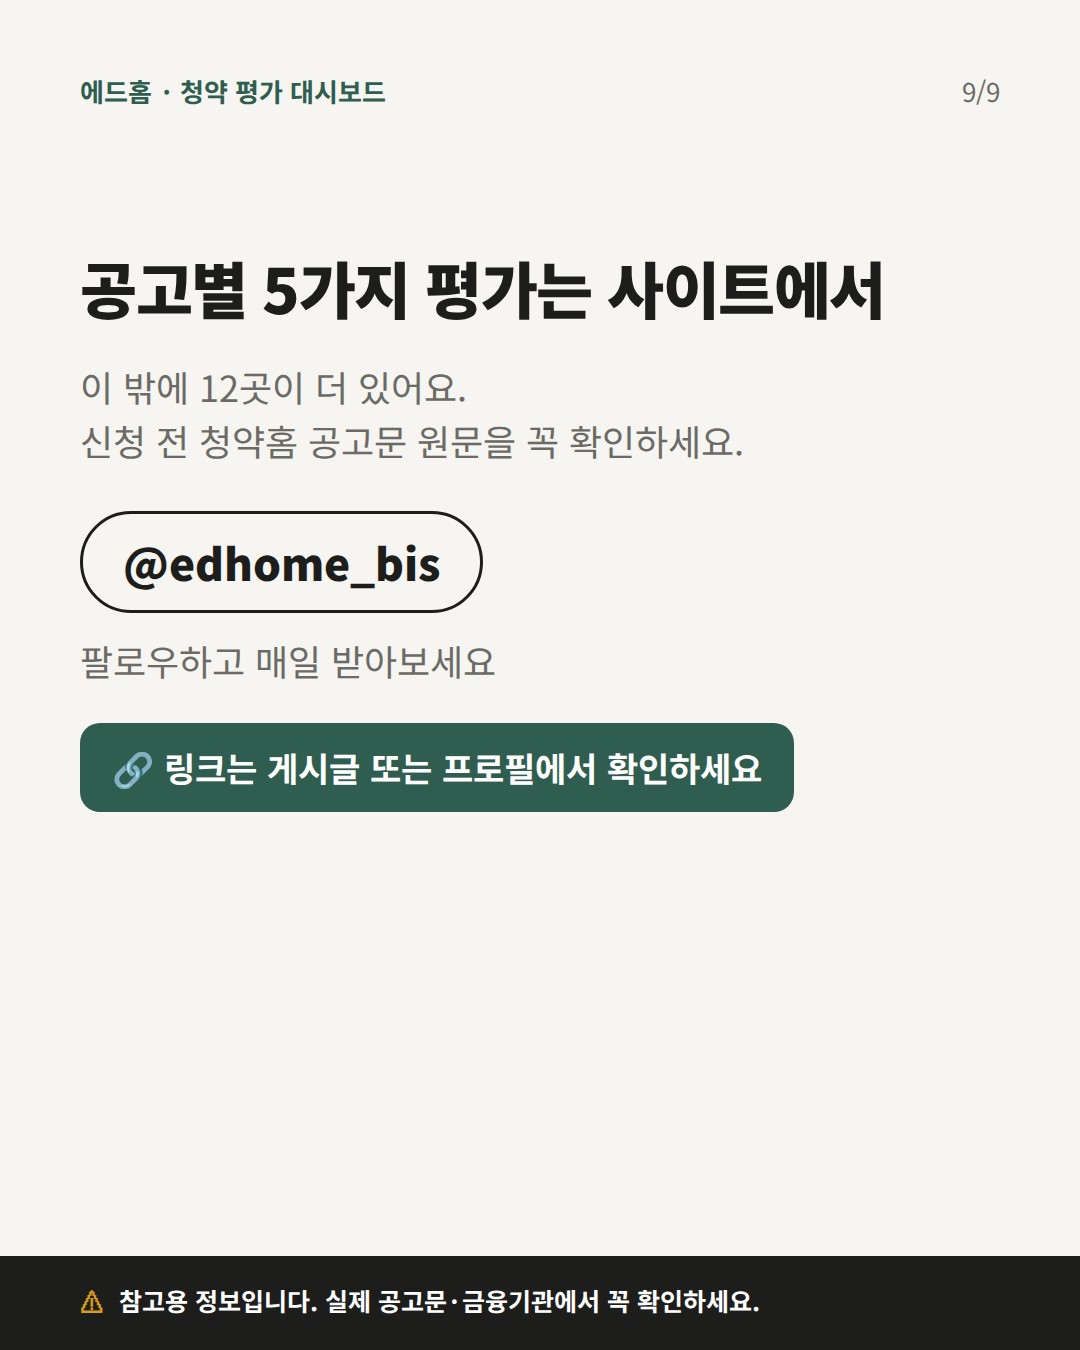 에드홈 · 청약 평가 대시보드
9/9
공고별 5가지 평가는 사이트에서
이 밖에 12곳이 더 있어요.
신청 전 청약홈 공고문 원문을 꼭 확인하세요.
@edhome_bis
팔로우하고 매일 받아보세요
🔗 링크는 게시글 또는 프로필에서 확인하세요
⚠ 참고용 정보입니다. 실제 공고문·금융기관에서 꼭 확인하세요.